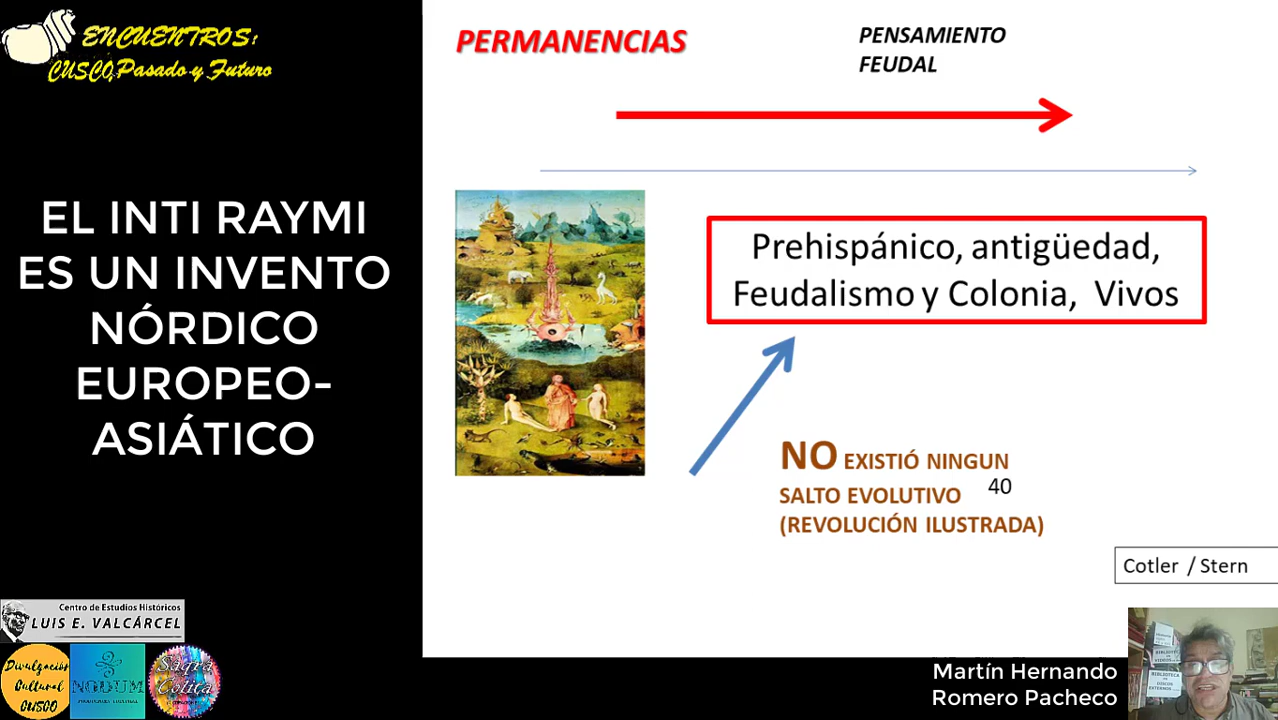 ENCUENTROS:
CUSCO, Pasado y Futuro
EL INTI RAYMI
ES UN INVENTO
NÓRDICO
EUROPEO-
ASIÁTICO
Centro de Estudios Históricos
LUIS E. VALCÁRCEL
Divulgación
Cultural
CUSCO
NODUM
Sagra
Cotiça
PERMANENCIAS
PENSAMIENTO
FEUDAL
Prehispánico, antigüedad,
Feudalismo y Colonia, Vivos
NO EXISTIÓ NINGUN
SALTO EVOLUTIVO 40
(REVOLUCIÓN ILUSTRADA)
Cotler / Stern
Martín Hernando
Romero Pacheco